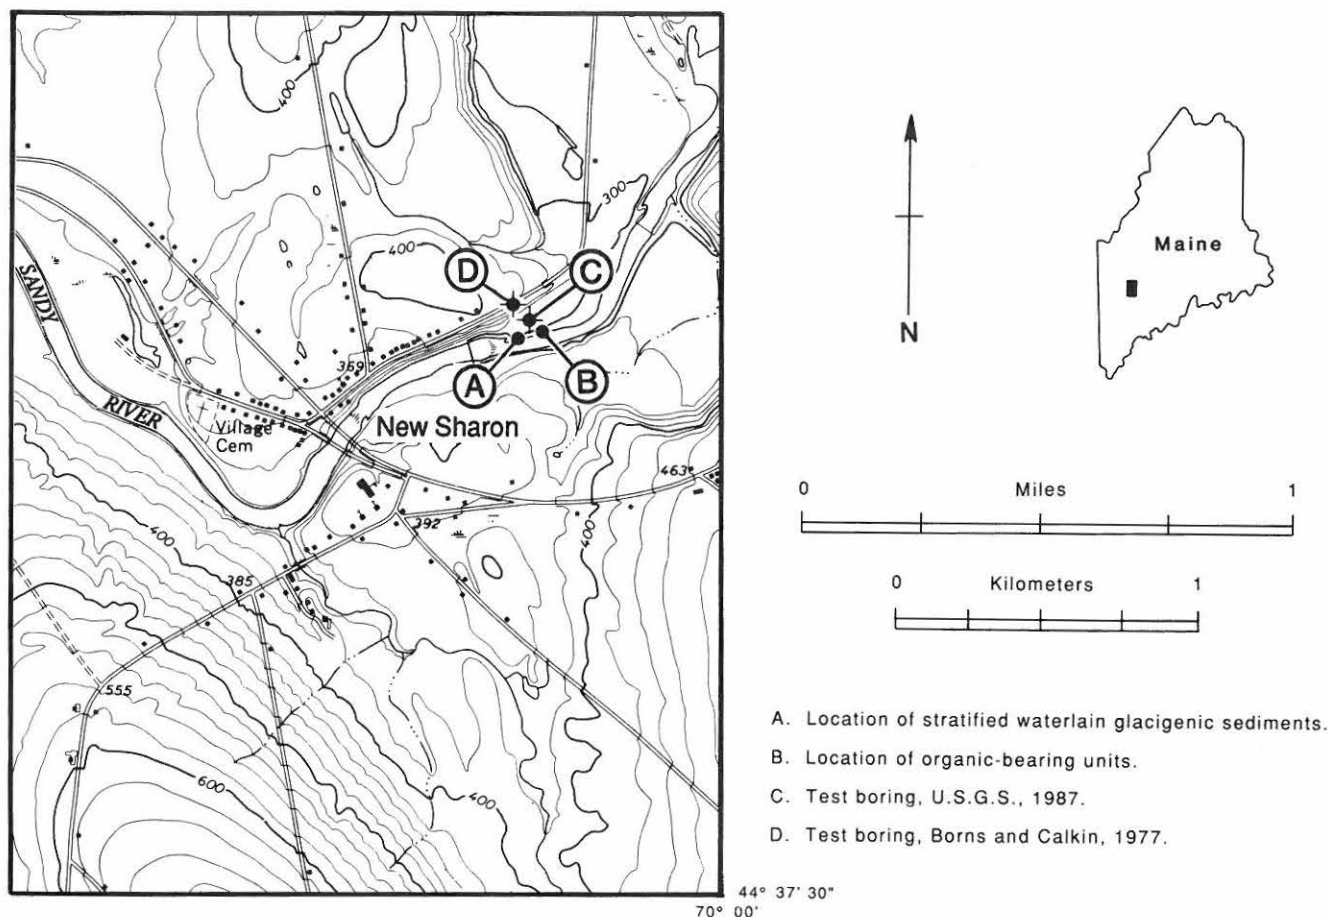 400
300
400
D
C
SANDY
369
A
B
RIVER
Village
Cem
New Sharon
463
392
400
400
385
555
600
400
44° 37' 30"
70° 00'
N
Maine
0 Miles 1
0 Kilometers 1
A. Location of stratified waterlain glacigenic sediments.
B. Location of organic-bearing units.
C. Test boring, U.S.G.S., 1987.
D. Test boring, Borns and Calkin, 1977.